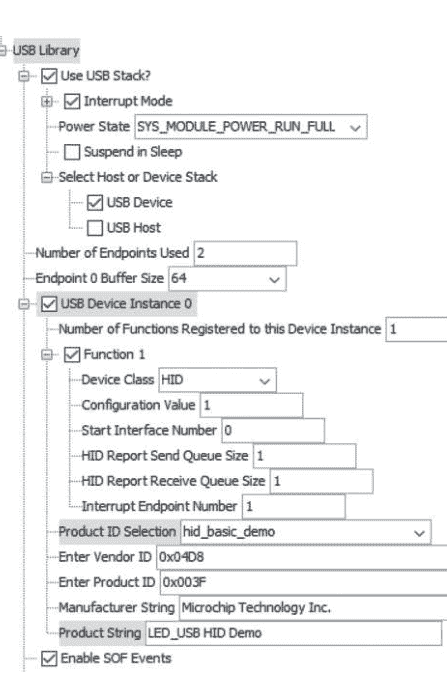 USB Library
Use USB Stack?
Interrupt Mode
Power State SYS_MODULE_POWER_RUN_FULL
Suspend in Sleep
Select Host or Device Stack
USB Device
USB Host
Number of Endpoints Used 2
Endpoint 0 Buffer Size 64
USB Device Instance 0
Number of Functions Registered to this Device Instance 1
Function 1
Device Class HID
Configuration Value 1
Start Interface Number 0
HID Report Send Queue Size 1
HID Report Receive Queue Size 1
Interrupt Endpoint Number 1
Product ID Selection hid_basic_demo
Enter Vendor ID 0x04D8
Enter Product ID 0x003F
Manufacturer String Microchip Technology Inc.
Product String LED_USB HID Demo
Enable SOF Events